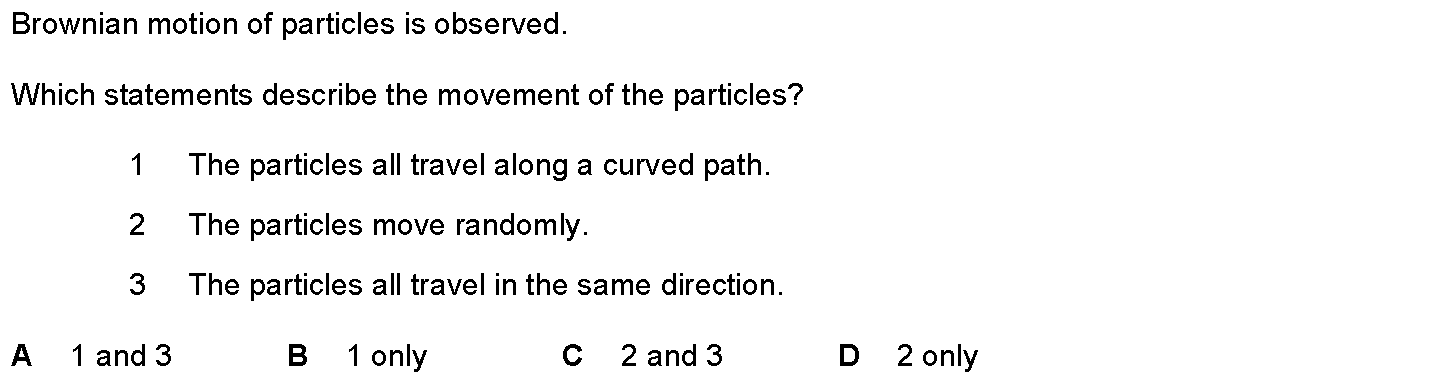 Brownian motion of particles is observed.
Which statements describe the movement of the particles?
1 The particles all travel along a curved path.
2 The particles move randomly.
3 The particles all travel in the same direction.
A 1 and 3 B 1 only C 2 and 3 D 2 only